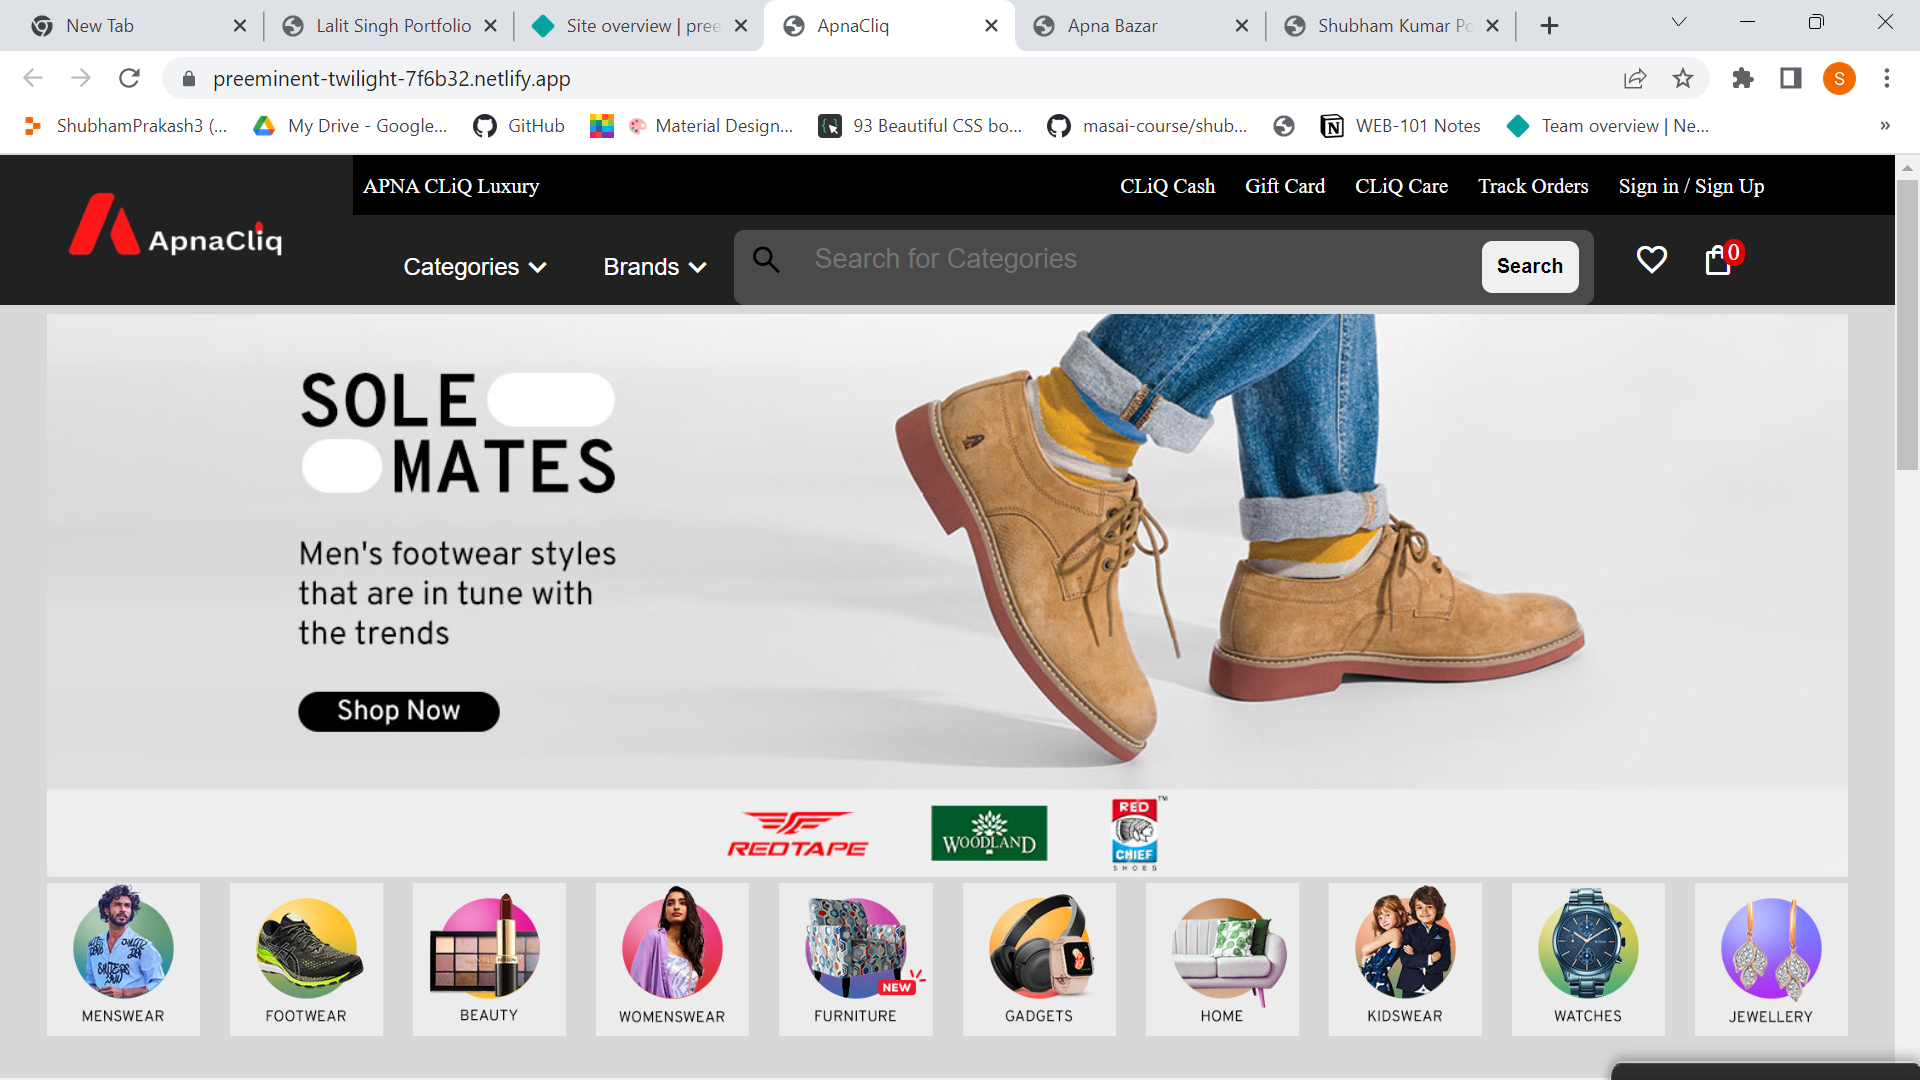 New Tab
Lalit Singh Portfolio
Site overview | pree
ApnaCliq
Apna Bazar
Shubham Kumar Po
preeminent-twilight-7f6b32.netlify.app
S
ShubhamPrakash3 (...
My Drive - Google...
GitHub
Material Design...
93 Beautiful CSS bo...
masai-course/shub...
WEB-101 Notes
Team overview | Ne...
»
APNA CLiQ Luxury
CLiQ Cash
Gift Card
CLiQ Care
Track Orders
Sign in / Sign Up
ApnaCliq
Categories
Brands
Search for Categories
Search
0
SOLE
MATES
Men's footwear styles
that are in tune with
the trends
Shop Now
REDTAPE
WOODLAND
RED
CHIEF
SHOES
TM
NEW
MENSWEAR
FOOTWEAR
BEAUTY
WOMENSWEAR
FURNITURE
GADGETS
HOME
KIDSWEAR
WATCHES
JEWELLERY